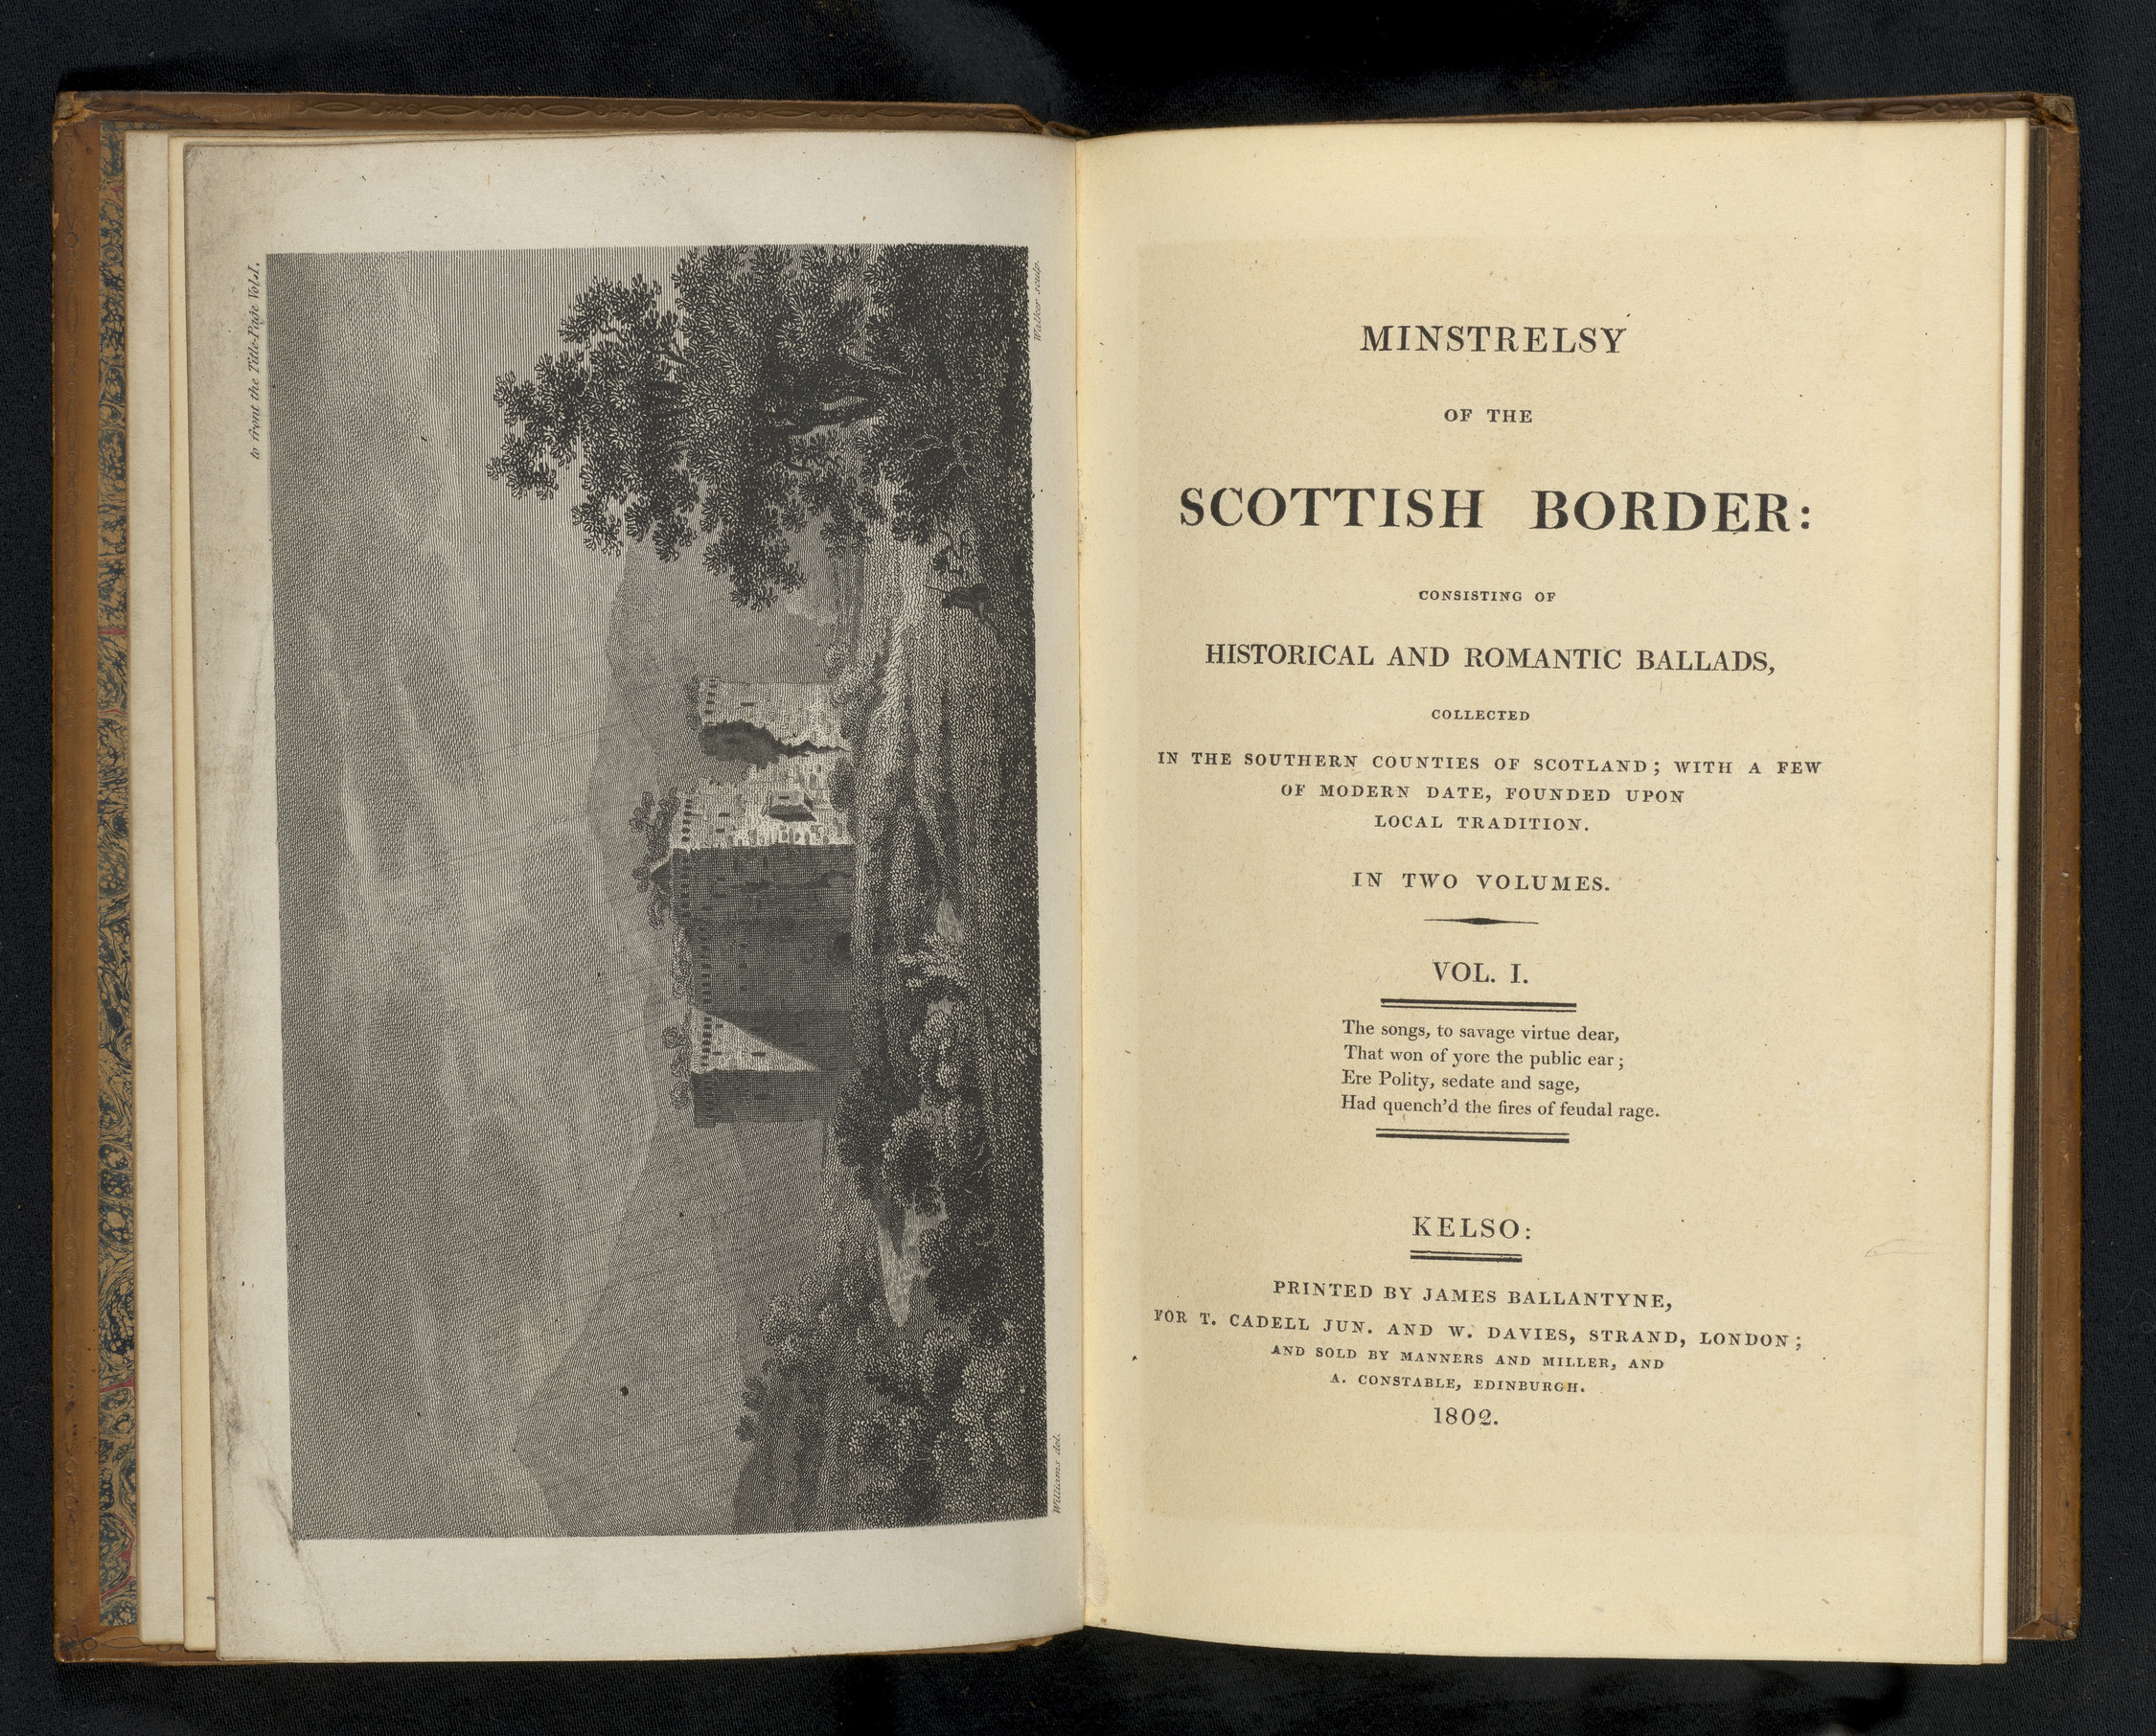 to front the Title-Page Vol.I.
Walker sculp.
Williams del.
MINSTRELSY
OF THE
SCOTTISH BORDER:
CONSISTING OF
HISTORICAL AND ROMANTIC BALLADS,
COLLECTED
IN THE SOUTHERN COUNTIES OF SCOTLAND; WITH A FEW
OF MODERN DATE, FOUNDED UPON
LOCAL TRADITION.
IN TWO VOLUMES.
VOL. I.
The songs, to savage virtue dear,
That won of yore the public ear;
Ere Polity, sedate and sage,
Had quench'd the fires of feudal rage.
KELSO:
PRINTED BY JAMES BALLANTYNE,
FOR T. CADELL JUN. AND W. DAVIES, STRAND, LONDON;
AND SOLD BY MANNERS AND MILLER, AND
A. CONSTABLE, EDINBURGH.
1802.